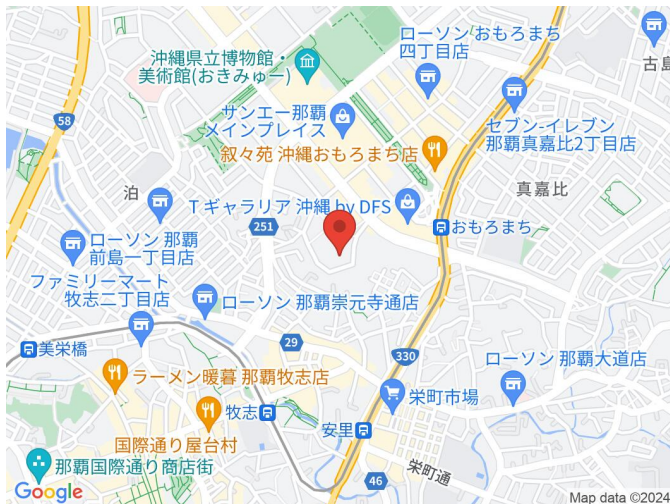 沖縄県立博物館・
美術館(おきみゅー)
ローソン おもろまち
四丁目店
古島
58
サンエー那覇
メインプレイス
セブン-イレブン
那覇真嘉比2丁目店
叙々苑 沖縄おもろまち店
泊
真嘉比
T ギャラリア 沖縄 by DFS
251
おもろまち
ローソン 那覇
前島一丁目店
ファミリーマート
牧志二丁目店
ローソン 那覇崇元寺通店
29
330
美栄橋
ローソン 那覇大道店
ラーメン暖暮 那覇牧志店
栄町市場
牧志
安里
国際通り屋台村
那覇国際通り商店街
46
栄町通
Google
Map data ©2024